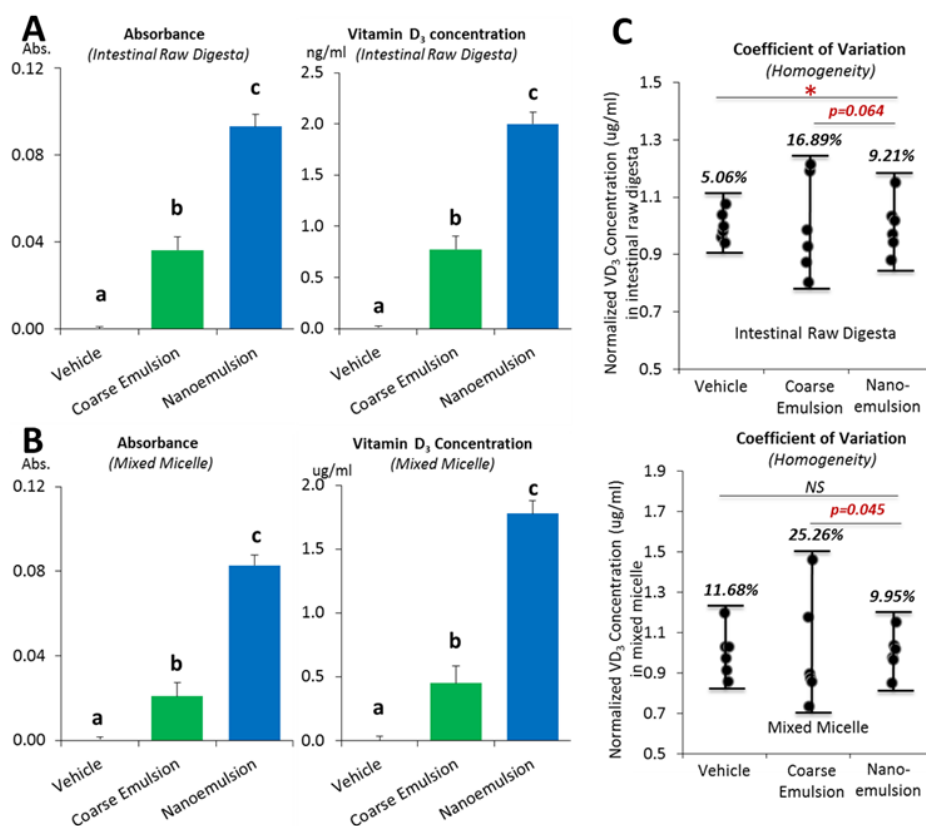 A
Absorbance
(Intestinal Raw Digesta)
Abs.
0.12
0.08
0.04
0.00
a
b
c
Vehicle
Coarse Emulsion
Nanoemulsion
Vitamin D₃ concentration
(Intestinal Raw Digesta)
ng/ml
2.5
2.0
1.5
1.0
0.5
0.0
a
b
c
Vehicle
Coarse Emulsion
Nanoemulsion
B
Absorbance
(Mixed Micelle)
Abs.
0.12
0.08
0.04
0.00
a
b
c
Vehicle
Coarse Emulsion
Nanoemulsion
Vitamin D₃ Concentration
(Mixed Micelle)
ug/ml
2.0
1.5
1.0
0.5
0.0
a
b
c
Vehicle
Coarse Emulsion
Nanoemulsion
C
Coefficient of Variation
(Homogeneity)
Normalized VD₃ Concentration (ug/ml)
in intestinal raw digesta
1.5
1.3
1.1
0.9
0.7
0.5
*
p=0.064
5.06%
16.89%
9.21%
Intestinal Raw Digesta
Vehicle
Coarse
Emulsion
Nano-
emulsion
Coefficient of Variation
(Homogeneity)
Normalized VD₃ Concentration (ug/ml)
in mixed micelle
1.9
1.7
1.5
1.3
1.1
0.9
0.7
0.5
NS
p=0.045
11.68%
25.26%
9.95%
Mixed Micelle
Vehicle
Coarse
Emulsion
Nano-
emulsion